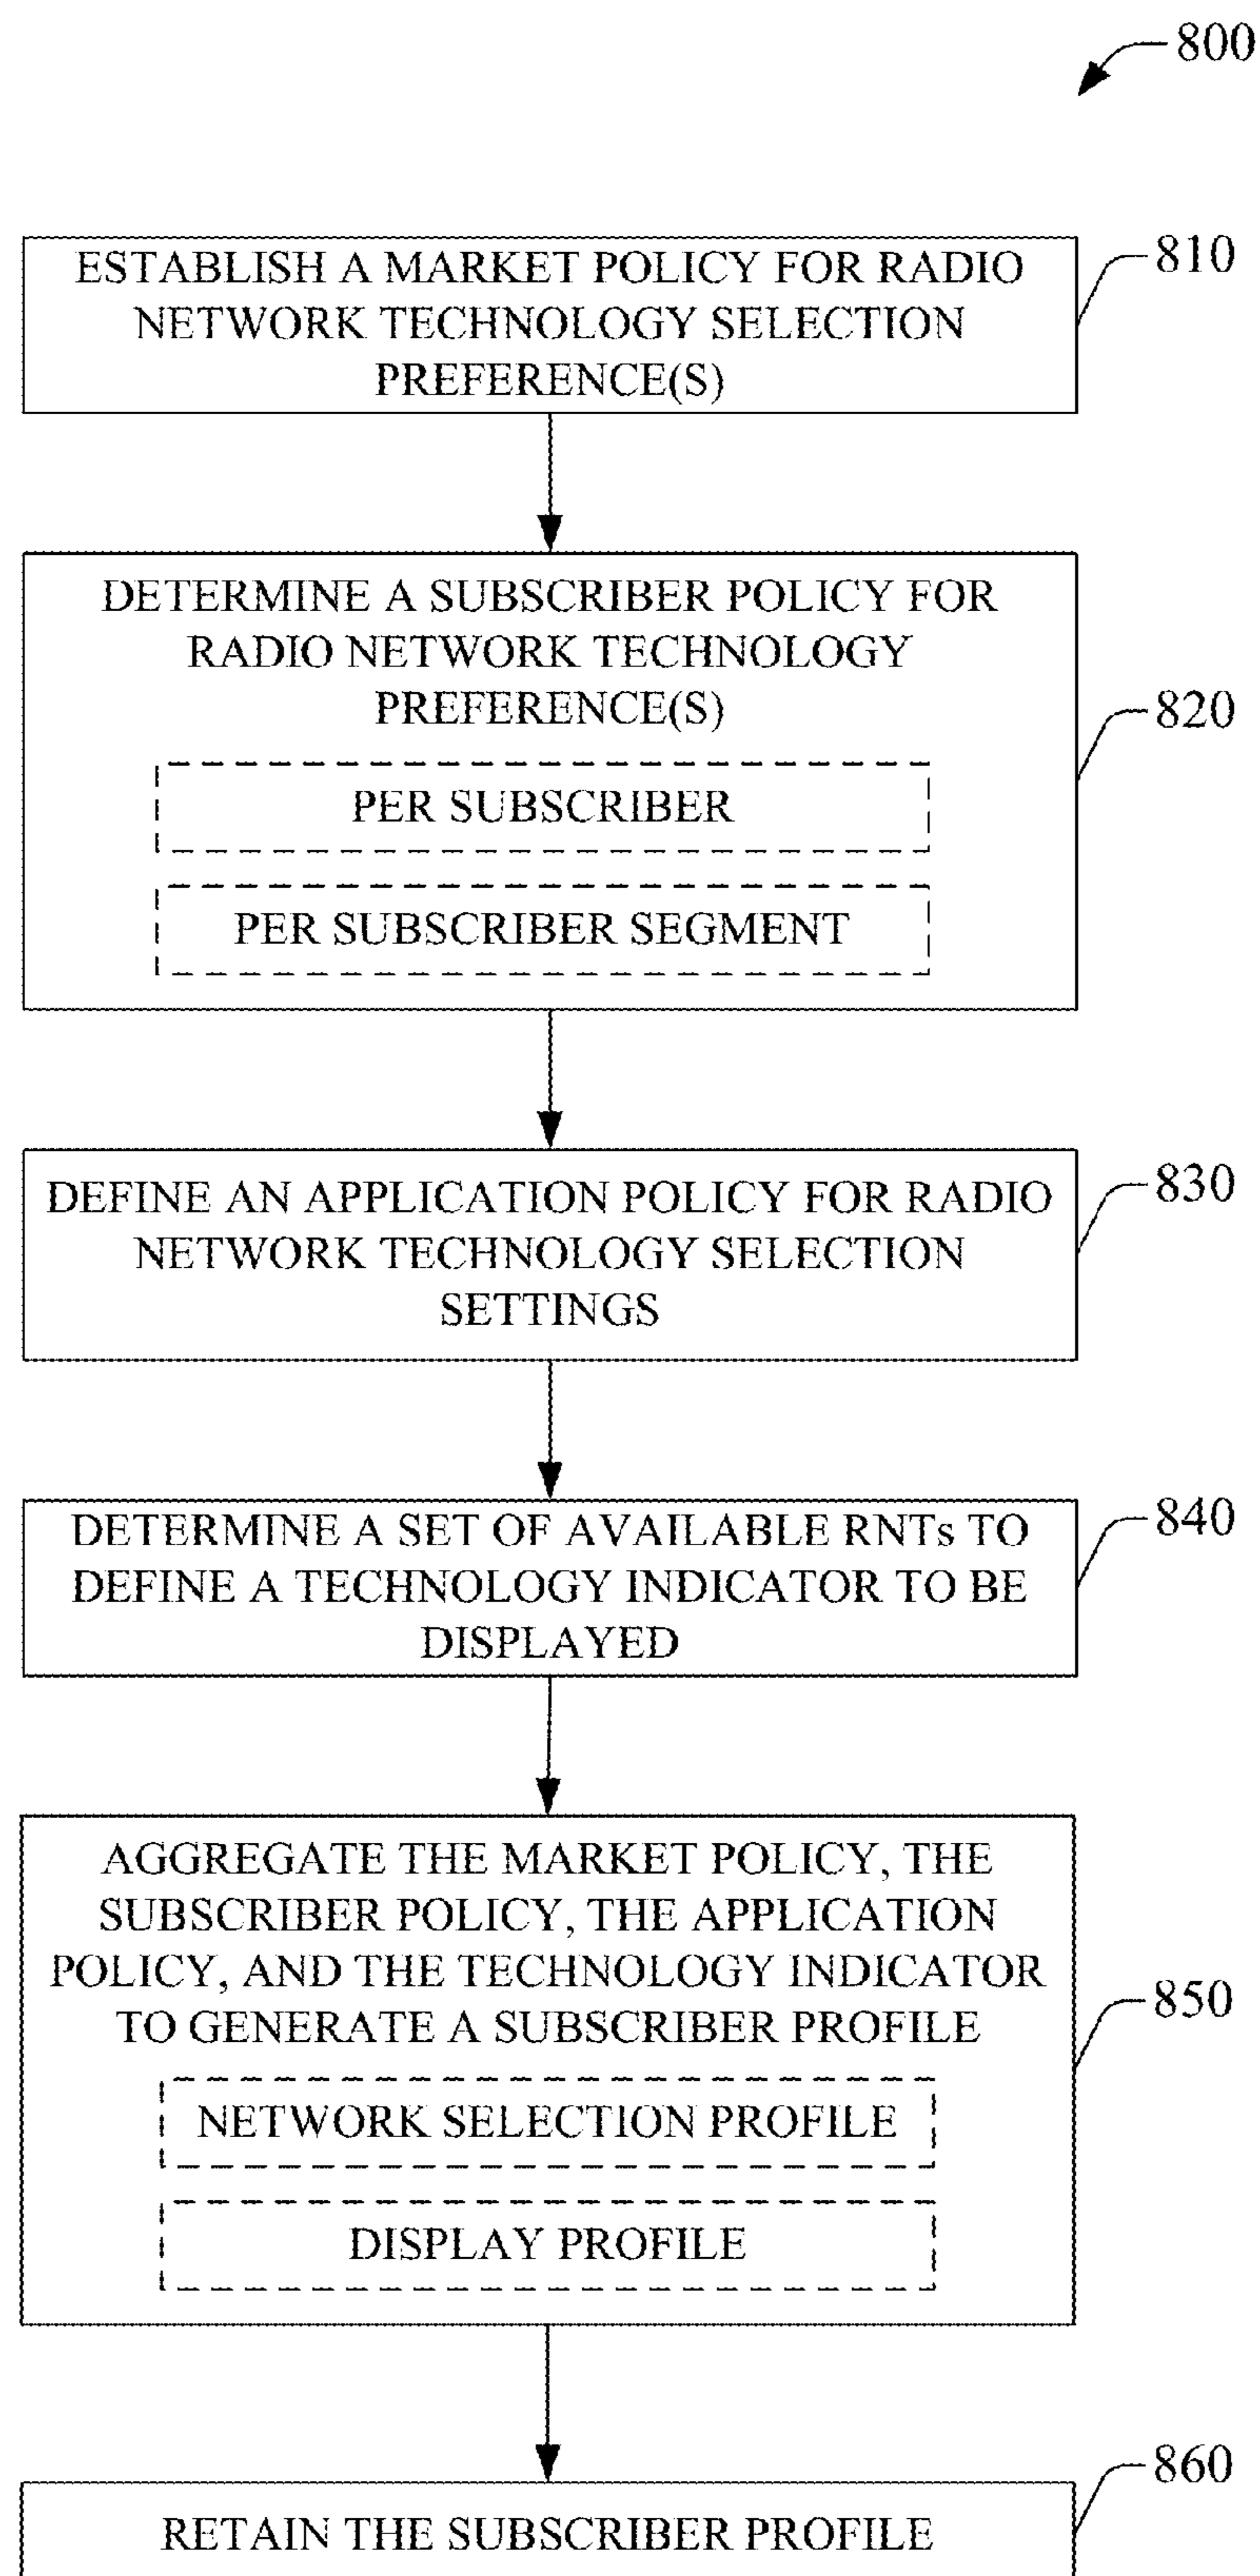 800
ESTABLISH A MARKET POLICY FOR RADIO
NETWORK TECHNOLOGY SELECTION
PREFERENCE(S)
810
DETERMINE A SUBSCRIBER POLICY FOR
RADIO NETWORK TECHNOLOGY
PREFERENCE(S)
820
PER SUBSCRIBER
PER SUBSCRIBER SEGMENT
DEFINE AN APPLICATION POLICY FOR RADIO
NETWORK TECHNOLOGY SELECTION
SETTINGS
830
DETERMINE A SET OF AVAILABLE RNTs TO
DEFINE A TECHNOLOGY INDICATOR TO BE
DISPLAYED
840
AGGREGATE THE MARKET POLICY, THE
SUBSCRIBER POLICY, THE APPLICATION
POLICY, AND THE TECHNOLOGY INDICATOR
TO GENERATE A SUBSCRIBER PROFILE
850
NETWORK SELECTION PROFILE
DISPLAY PROFILE
RETAIN THE SUBSCRIBER PROFILE
860